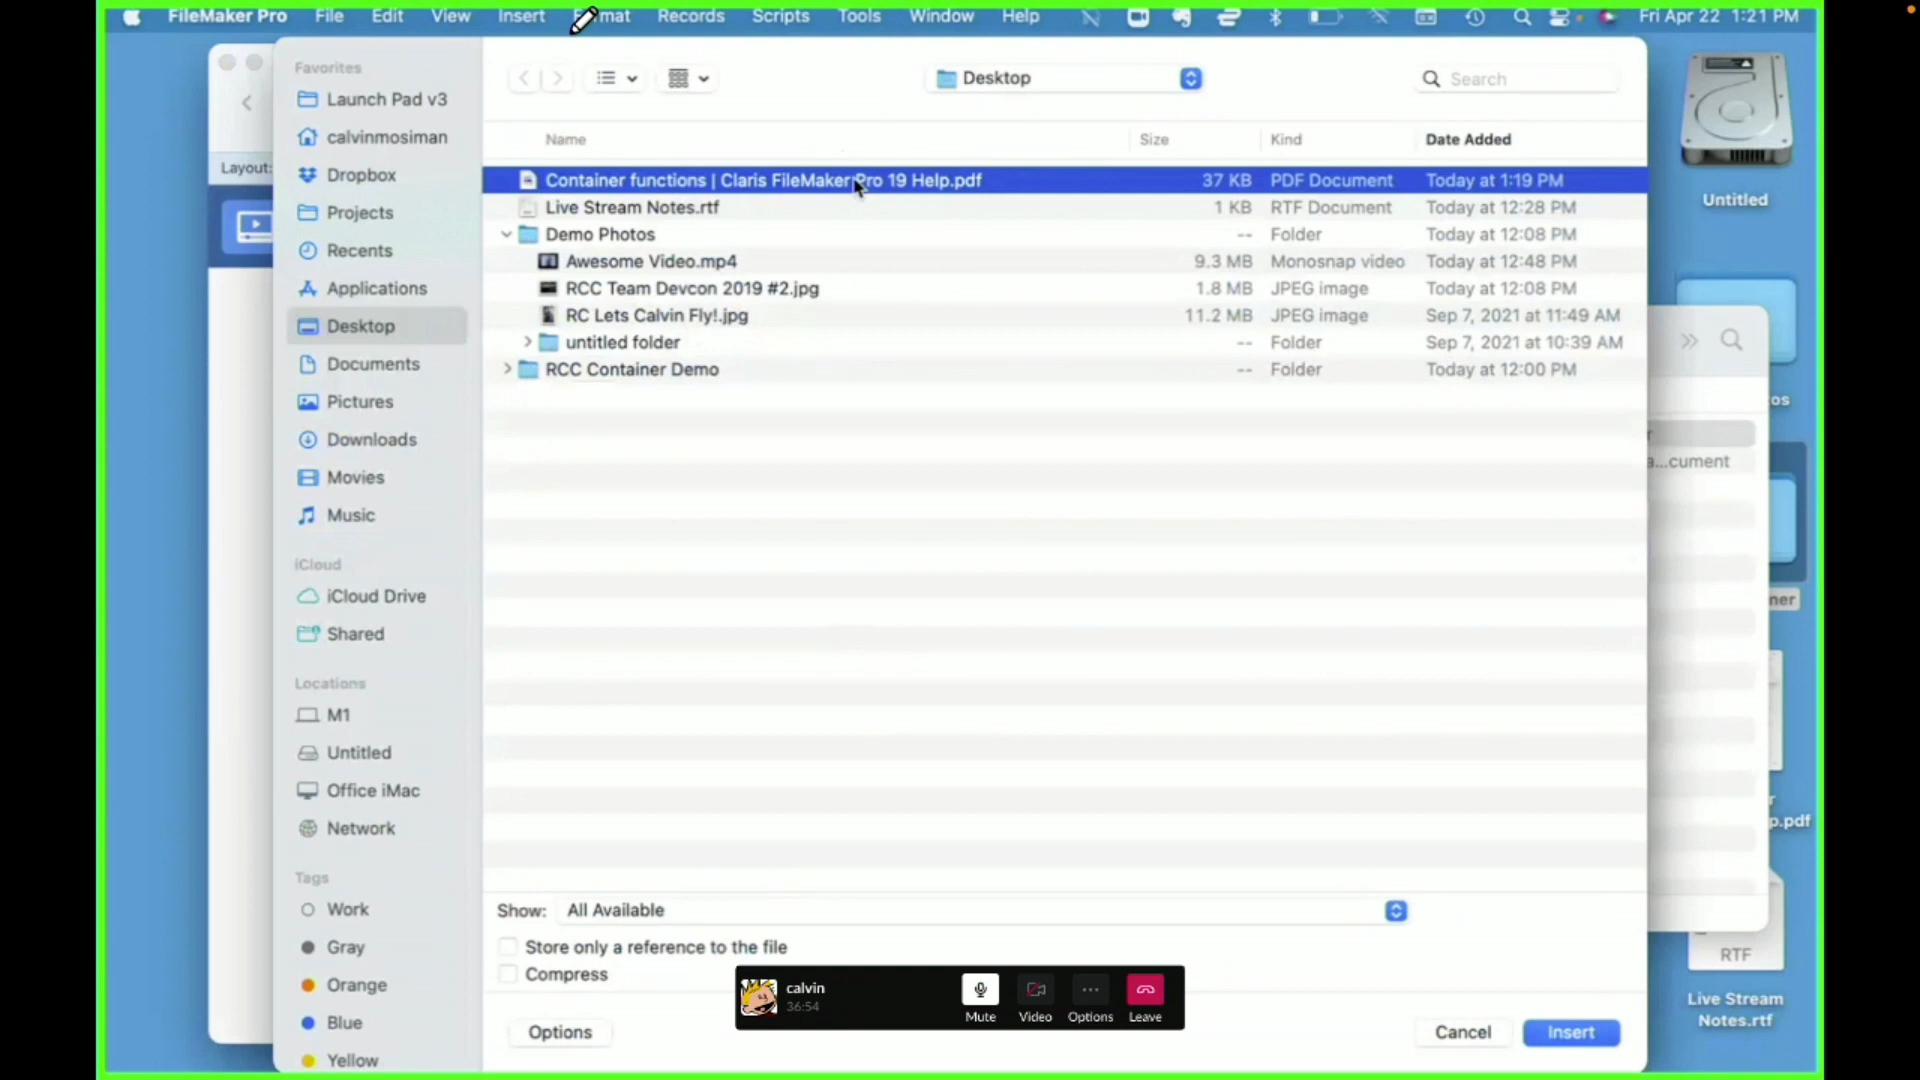 FileMaker Pro File Edit View Insert Format Records Scripts Tools Window Help Fri Apr 22 1:21 PM
Favorites
Launch Pad v3
calvinmosiman
Dropbox
Projects
Recents
Applications
Desktop
Documents
Pictures
Downloads
Movies
Music
iCloud
iCloud Drive
Shared
Locations
M1
Untitled
Office iMac
Network
Tags
Work
Gray
Orange
Blue
Yellow
Layout:
Desktop
Search
Name Size Kind Date Added
Container functions | Claris FileMaker Pro 19 Help.pdf 37 KB PDF Document Today at 1:19 PM
Live Stream Notes.rtf 1 KB RTF Document Today at 12:28 PM
Demo Photos -- Folder Today at 12:08 PM
Awesome Video.mp4 9.3 MB Monosnap video Today at 12:48 PM
RCC Team Devcon 2019 #2.jpg 1.8 MB JPEG image Today at 12:08 PM
RC Lets Calvin Fly!.jpg 11.2 MB JPEG image Sep 7, 2021 at 11:49 AM
untitled folder -- Folder Sep 7, 2021 at 10:39 AM
RCC Container Demo -- Folder Today at 12:00 PM
Show: All Available
Store only a reference to the file
Compress
Options Cancel Insert
calvin
36:54
Mute Video Options Leave
Untitled
os
a...cument
ner
p.pdf
RTF
Live Stream
Notes.rtf